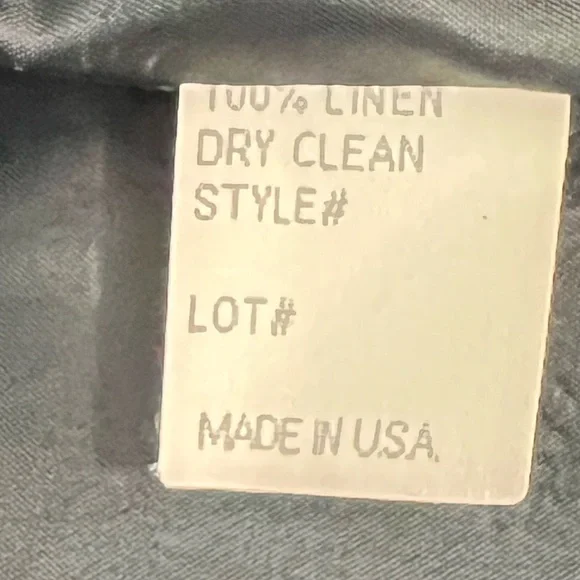 100% LINEN
DRY CLEAN
STYLE#
LOT#
MADE IN U.S.A.